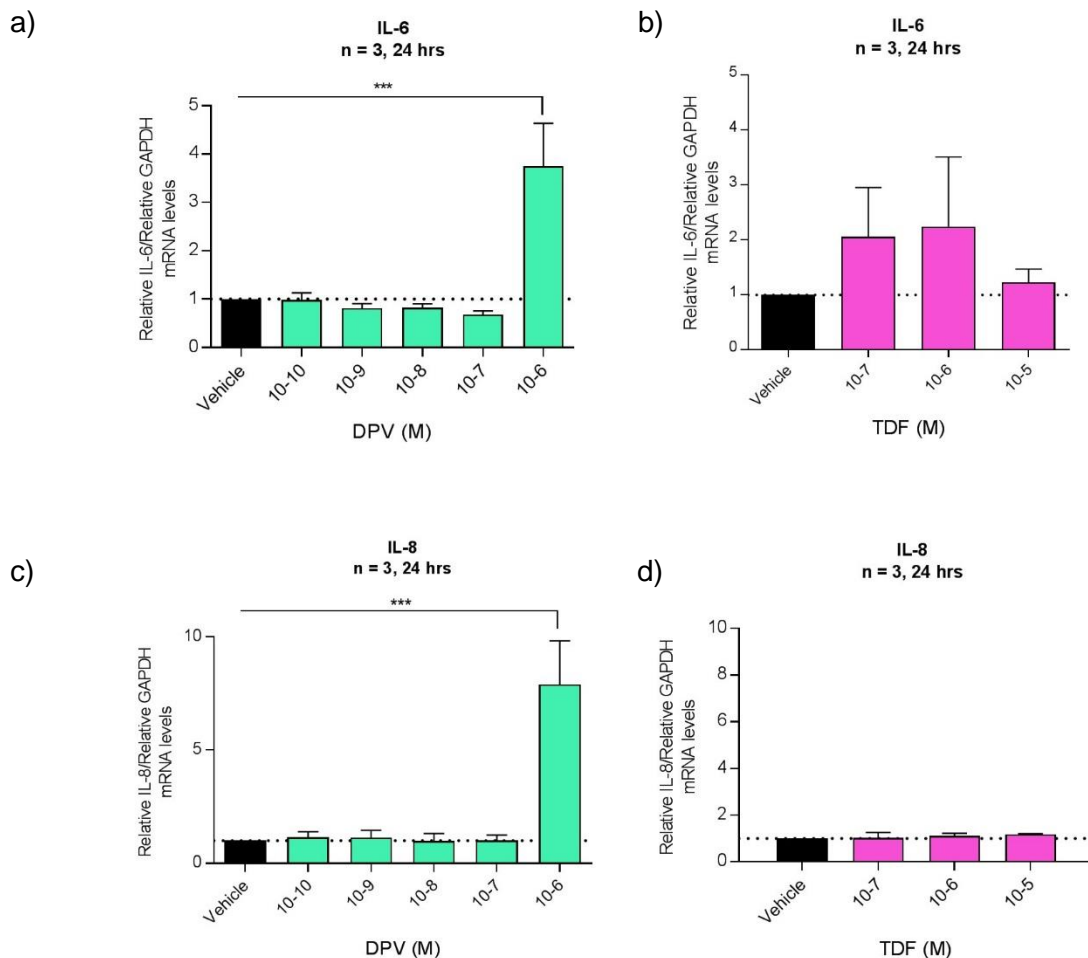 a)
IL-6
n = 3, 24 hrs
***
Relative IL-6/Relative GAPDH
mRNA levels
5
4
3
2
1
0
Vehicle
10-10
10-9
10-8
10-7
10-6
DPV (M)
b)
IL-6
n = 3, 24 hrs
Relative IL-6/Relative GAPDH
mRNA levels
5
4
3
2
1
0
Vehicle
10-7
10-6
10-5
TDF (M)
c)
IL-8
n = 3, 24 hrs
***
Relative IL-8/Relative GAPDH
mRNA levels
10
5
0
Vehicle
10-10
10-9
10-8
10-7
10-6
DPV (M)
d)
IL-8
n = 3, 24 hrs
Relative IL-8/Relative GAPDH
mRNA levels
10
8
6
4
2
0
Vehicle
10-7
10-6
10-5
TDF (M)